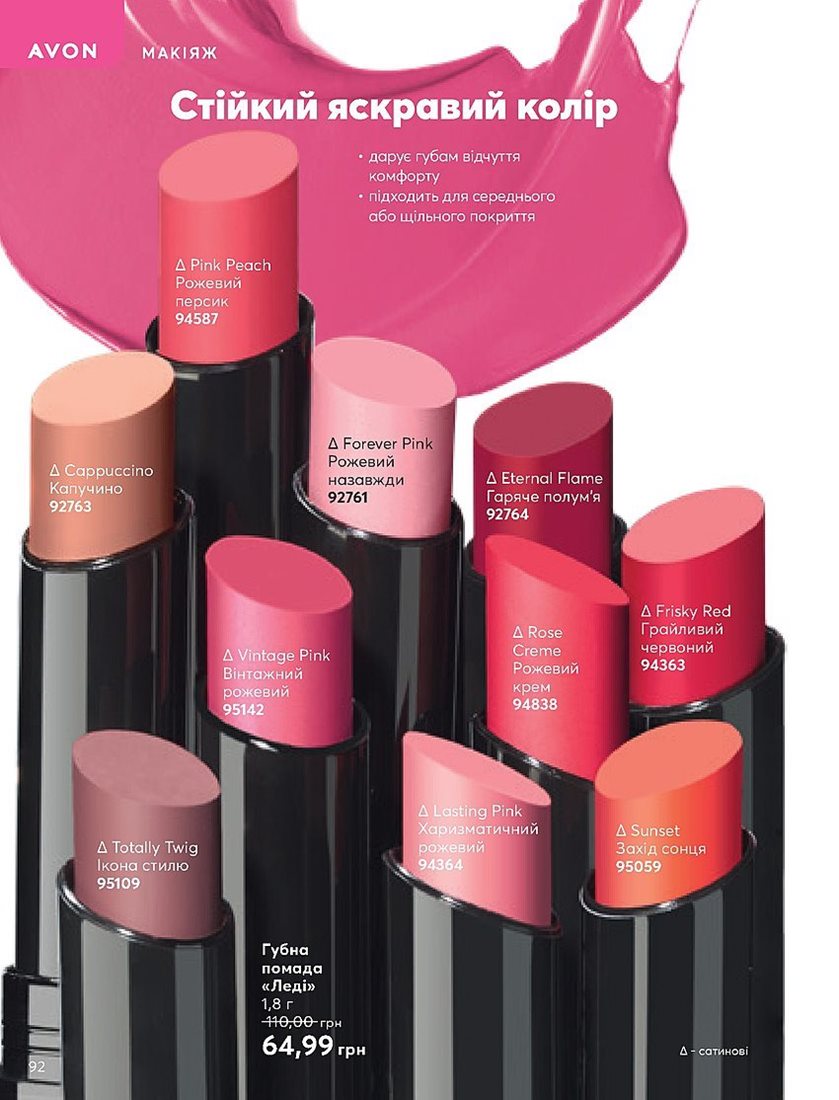 AVON
МАКІЯЖ
Стійкий яскравий колір
• дарує губам відчуття
комфорту
• підходить для середнього
або щільного покриття
Δ Pink Peach
Рожевий
персик
94587
Δ Cappuccino
Капучино
92763
Δ Forever Pink
Рожевий
назавжди
92761
Δ Eternal Flame
Гаряче полум'я
92764
Δ Vintage Pink
Вінтажний
рожевий
95142
Δ Rose
Creme
Рожевий
крем
94838
Δ Frisky Red
Грайливий
червоний
94363
Δ Totally Twig
Ікона стилю
95109
Δ Lasting Pink
Харизматичний
рожевий
94364
Δ Sunset
Захід сонця
95059
Губна
помада
«Леді»
1,8 г
110,00 грн
64,99 грн
Δ - сатинові
92